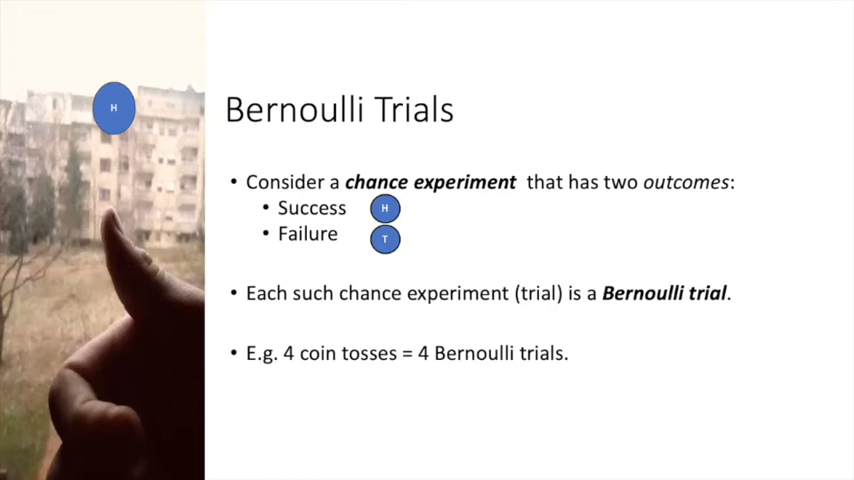 H
Bernoulli Trials
• Consider a chance experiment that has two outcomes:
• Success H
• Failure T
• Each such chance experiment (trial) is a Bernoulli trial.
• E.g. 4 coin tosses = 4 Bernoulli trials.